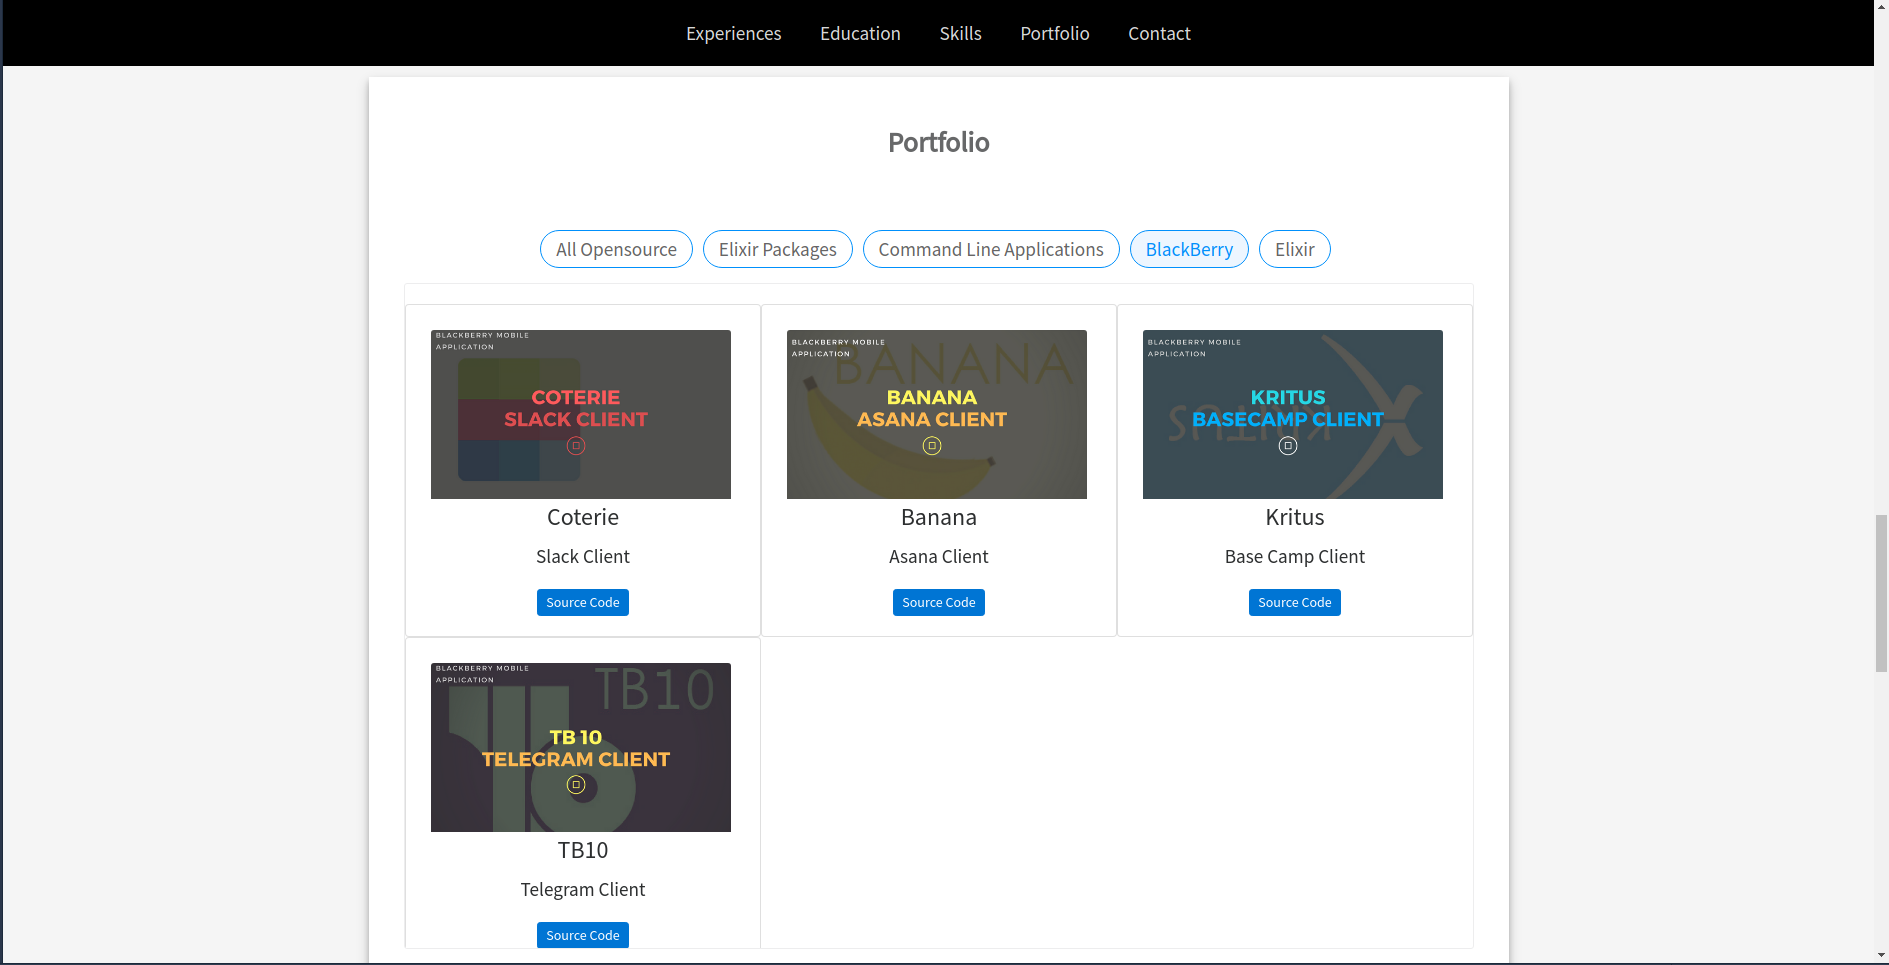 Experiences Education Skills Portfolio Contact
Portfolio
All Opensource Elixir Packages Command Line Applications BlackBerry Elixir
BLACKBERRY MOBILE
APPLICATION
COTERIE
SLACK CLIENT
Coterie
Slack Client
Source Code
BLACKBERRY MOBILE
APPLICATION
BANANA
BANANA
ASANA CLIENT
Banana
Asana Client
Source Code
BLACKBERRY MOBILE
APPLICATION
KRITUS
BASECAMP CLIENT
Kritus
Base Camp Client
Source Code
BLACKBERRY MOBILE
APPLICATION
TB10
TB 10
TELEGRAM CLIENT
TB10
Telegram Client
Source Code